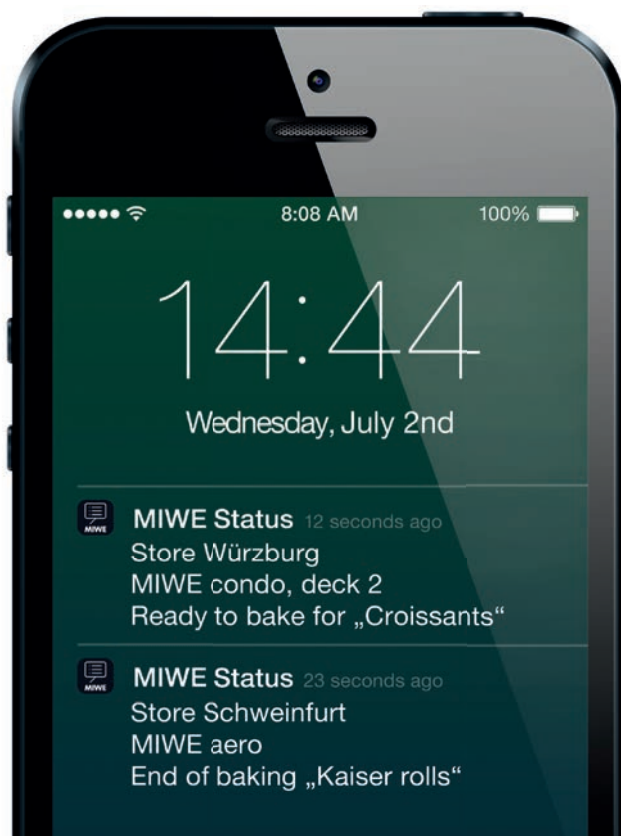 8:08 AM 100%
14:44
Wednesday, July 2nd
MIWE
MIWE Status 12 seconds ago
Store Würzburg
MIWE condo, deck 2
Ready to bake for „Croissants“
MIWE
MIWE Status 23 seconds ago
Store Schweinfurt
MIWE aero
End of baking „Kaiser rolls“